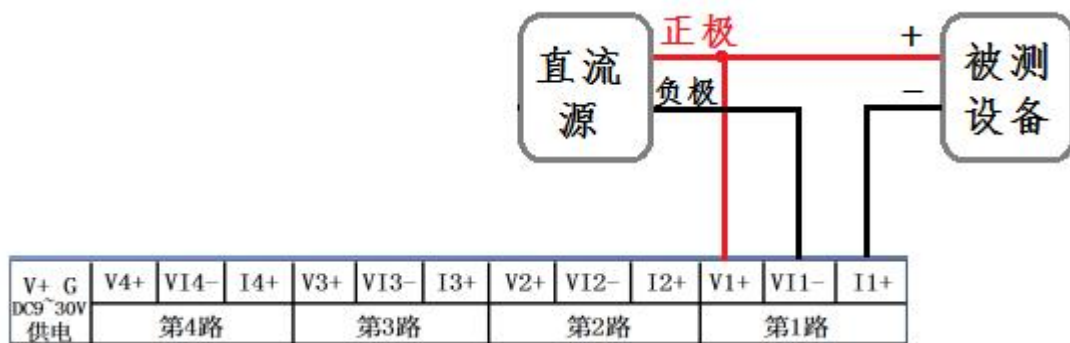 正极
直流
源
负极
+
−
被测
设备
V+ G
DC9~30V
供电
V4+ VI4- I4+ V3+ VI3- I3+ V2+ VI2- I2+ V1+ VI1- I1+
第4路 第3路 第2路 第1路